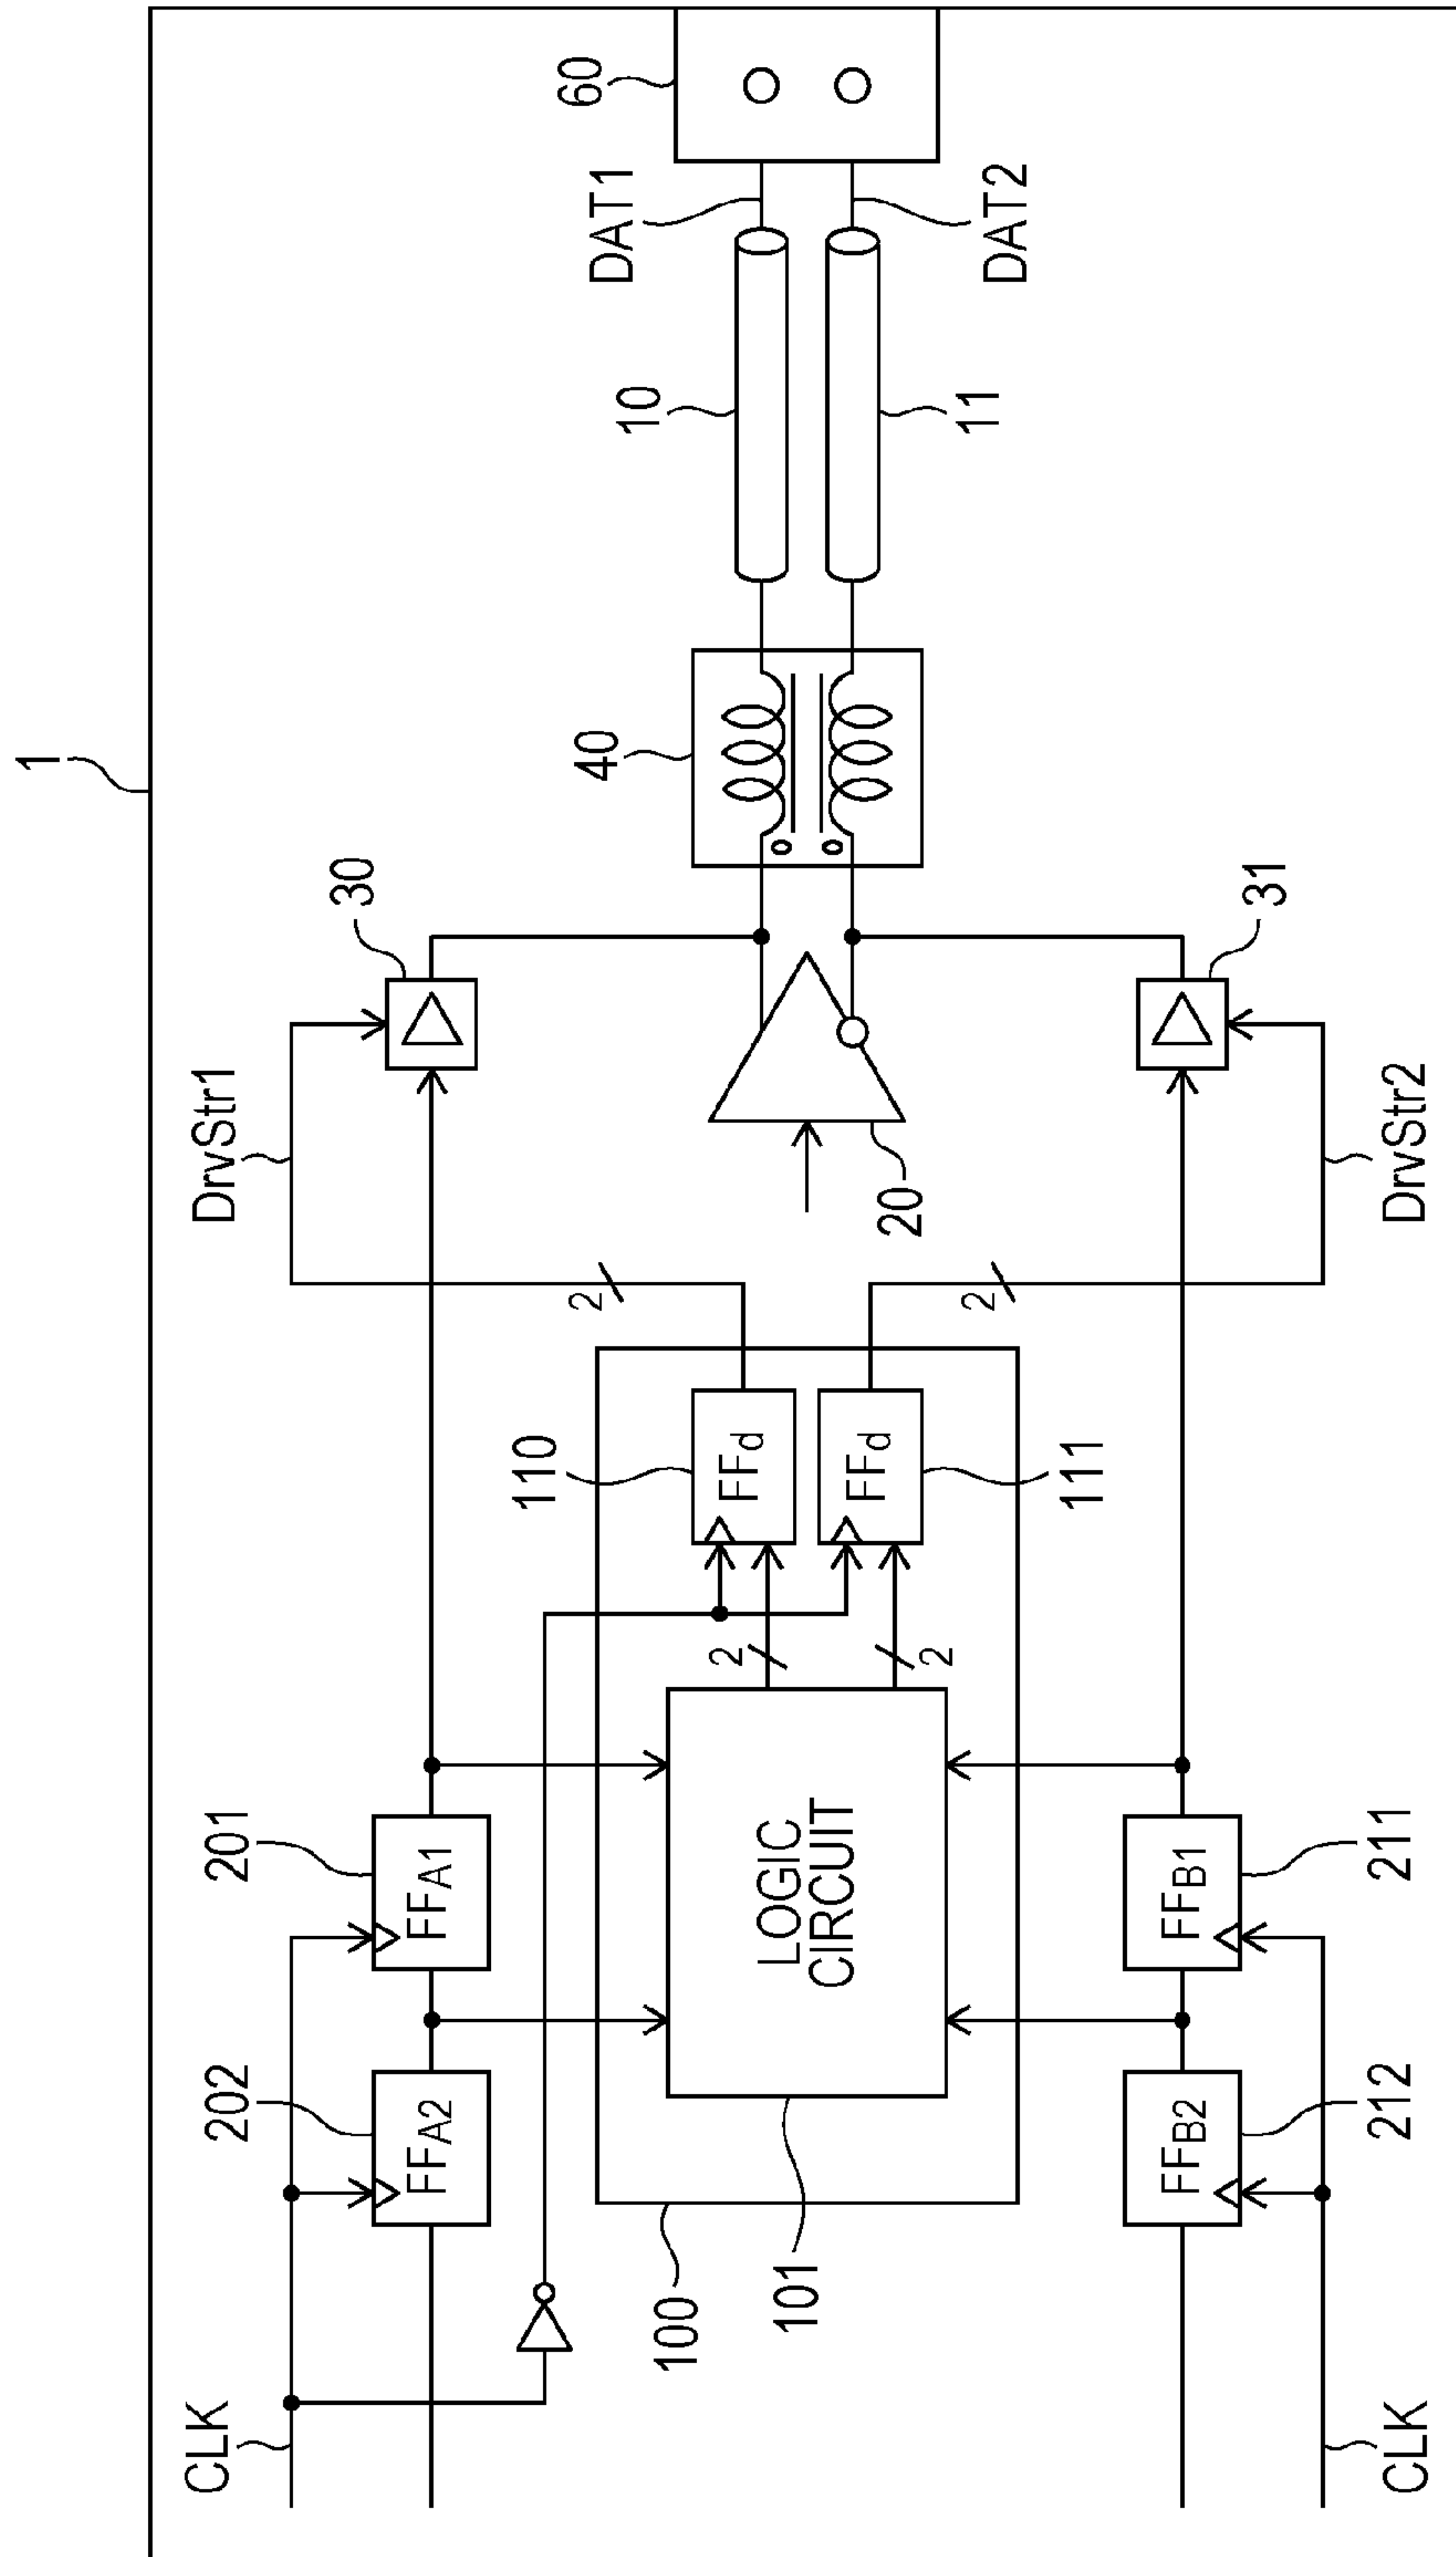 1
CLK
202
FFA2
201
FFA1
DrvStr1
30
100
101
LOGIC
CIRCUIT
2
2
110
FFd
111
FFd
2
2
20
40
10
11
DAT1
DAT2
60
CLK
212
FFB2
211
FFB1
DrvStr2
31